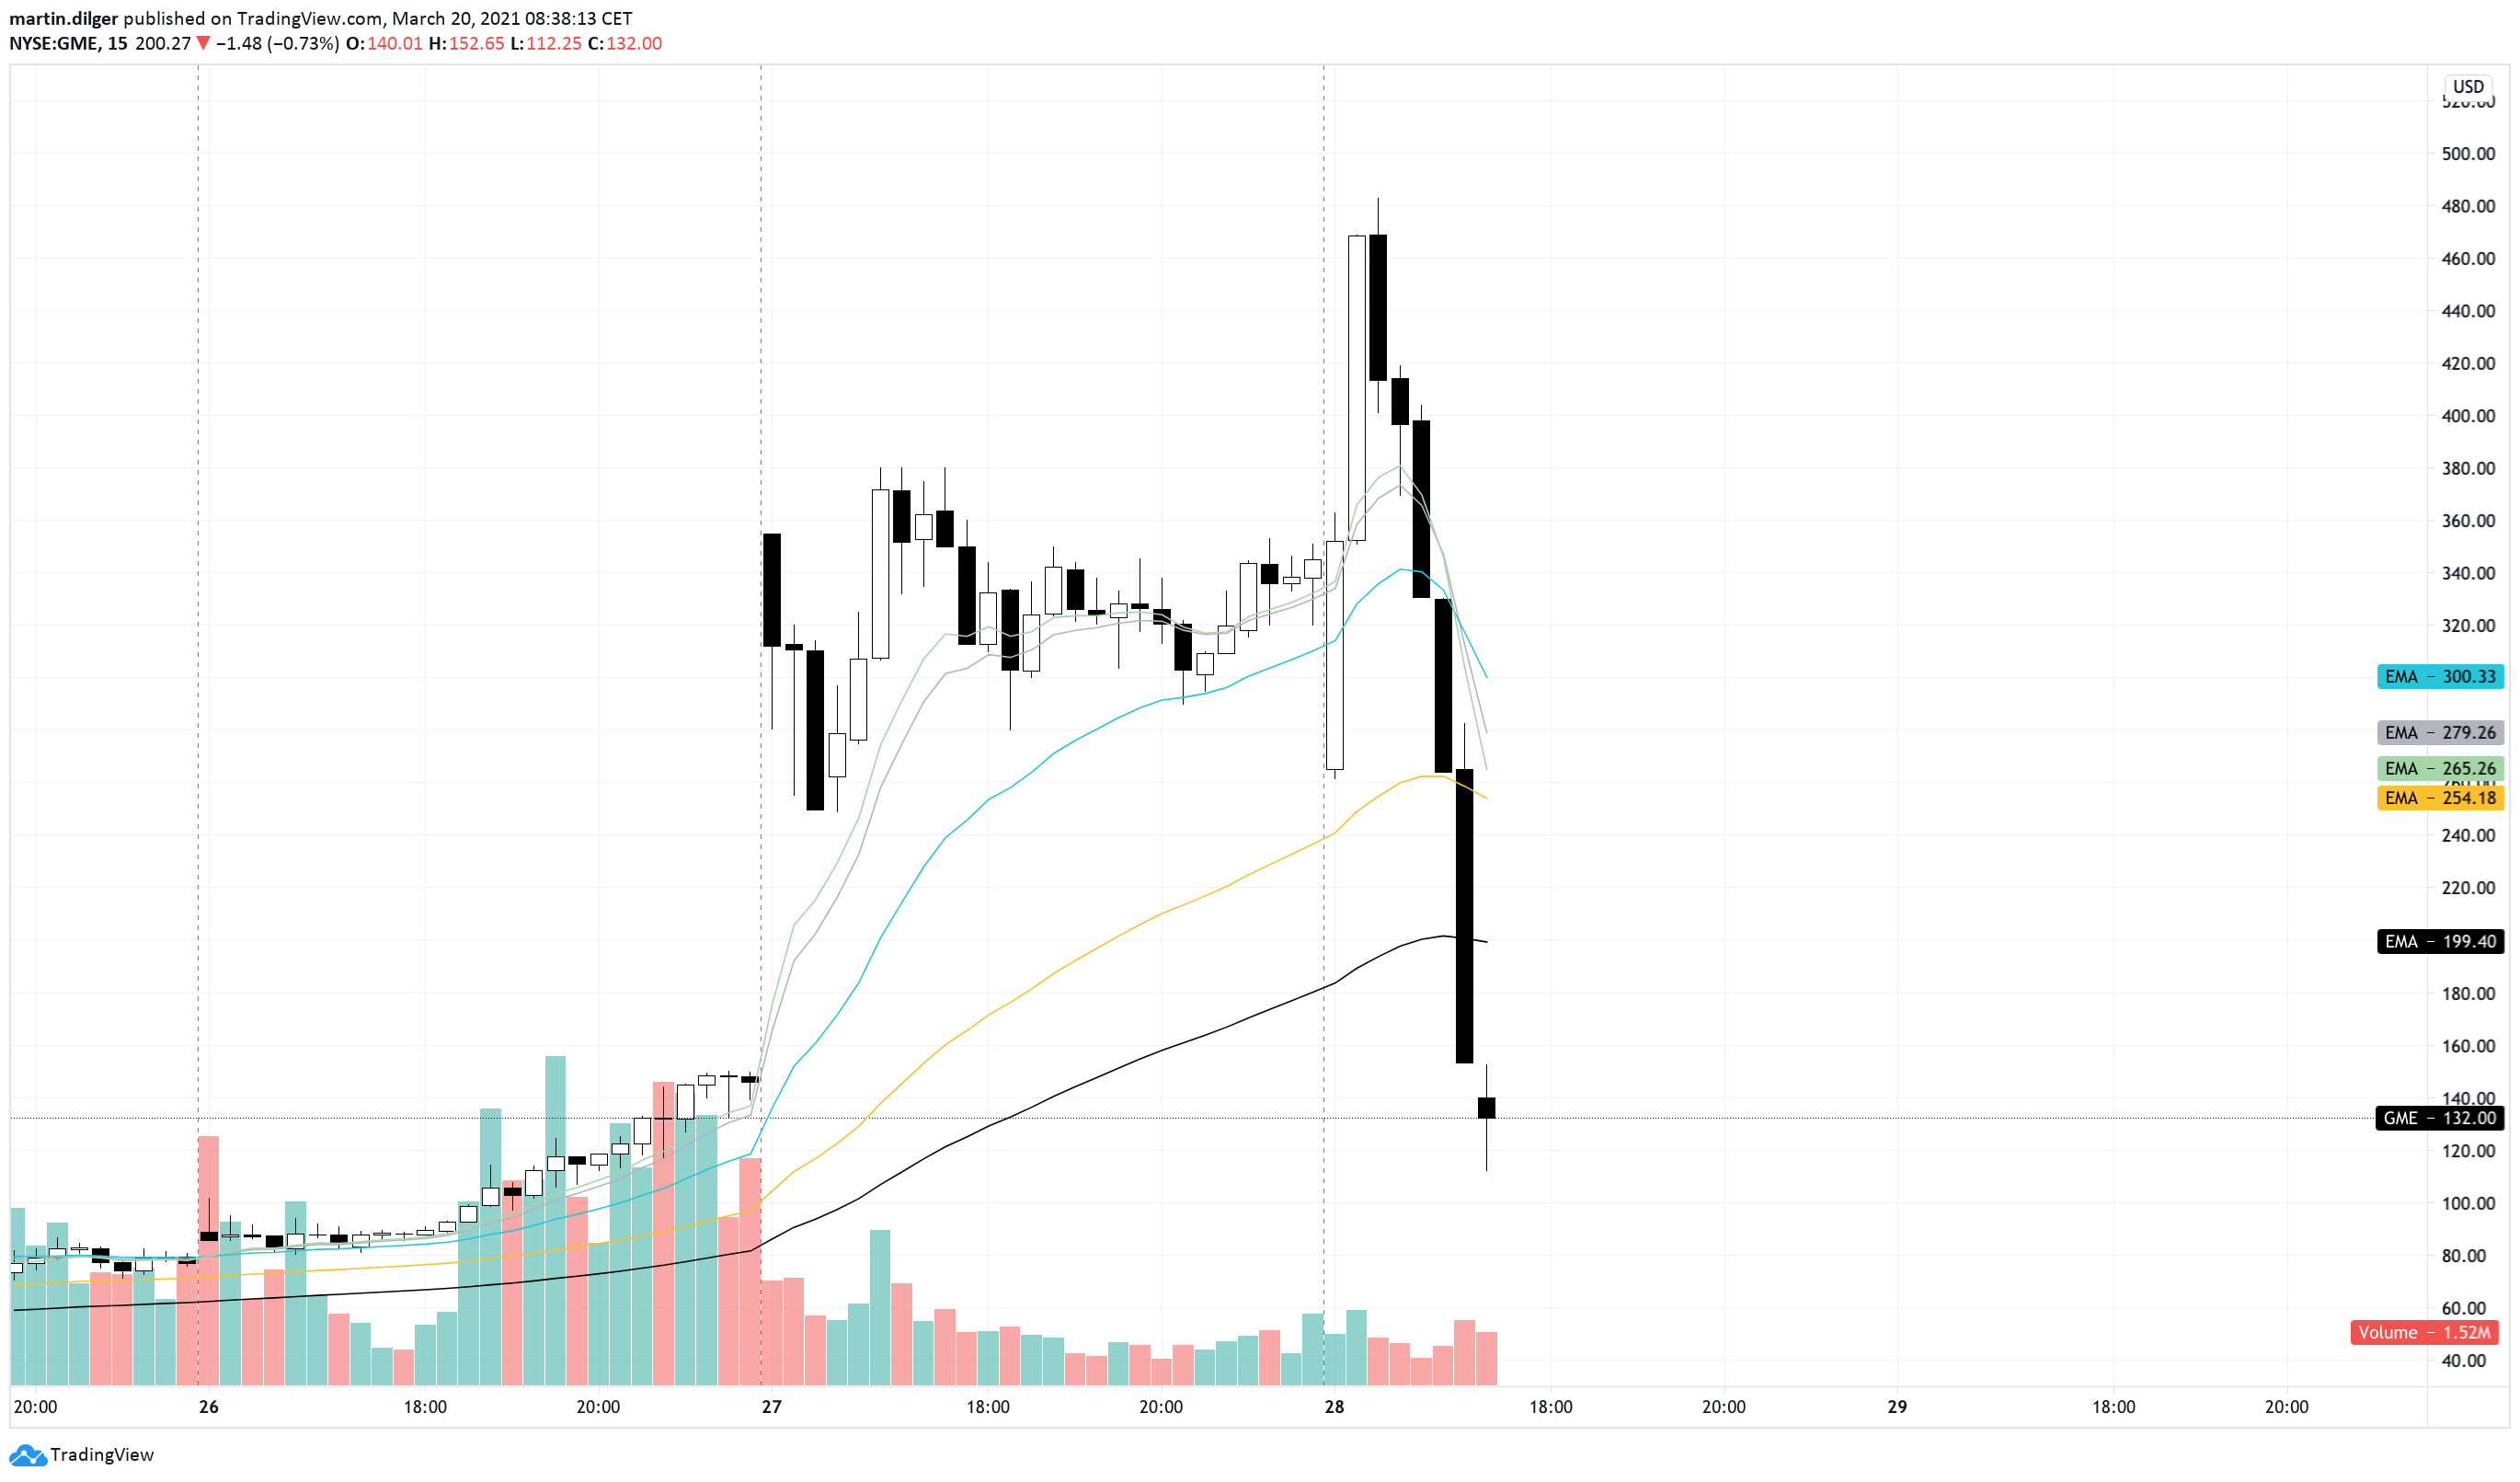 martin.dilger published on TradingView.com, March 20, 2021 08:38:13 CET
NYSE:GME, 15 200.27 ▼ −1.48 (−0.73%) O:140.01 H:152.65 L:112.25 C:132.00
USD
520.00
500.00
480.00
460.00
440.00
420.00
400.00
380.00
360.00
340.00
320.00
EMA − 300.33
EMA − 279.26
EMA − 265.26
260.00
EMA − 254.18
240.00
220.00
EMA − 199.40
180.00
160.00
140.00
GME − 132.00
120.00
100.00
80.00
60.00
Volume − 1.52M
40.00
20:00 26 18:00 20:00 27 18:00 20:00 28 18:00 20:00 29 18:00 20:00
TradingView